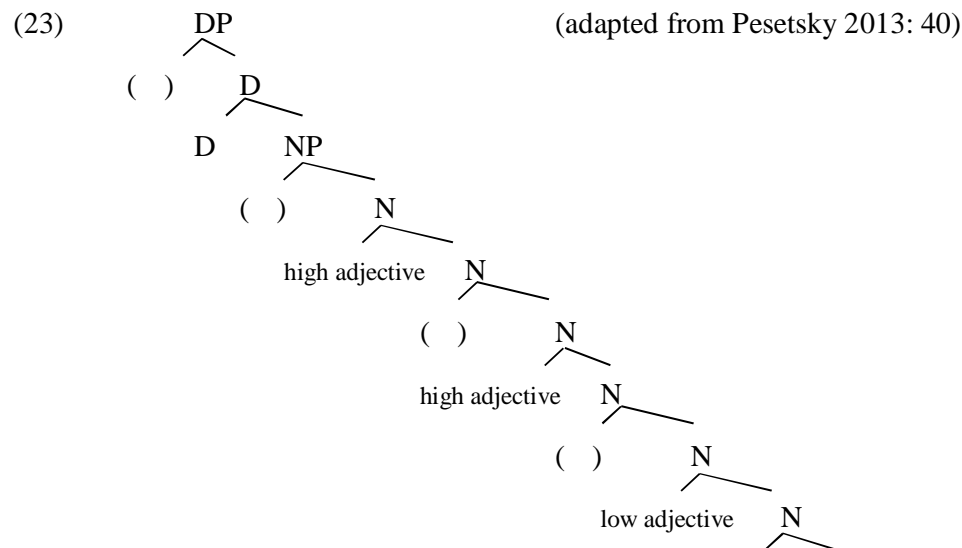 (23) DP (adapted from Pesetsky 2013: 40)
( ) D
D NP
( ) N
high adjective N
( ) N
high adjective N
( ) N
low adjective N